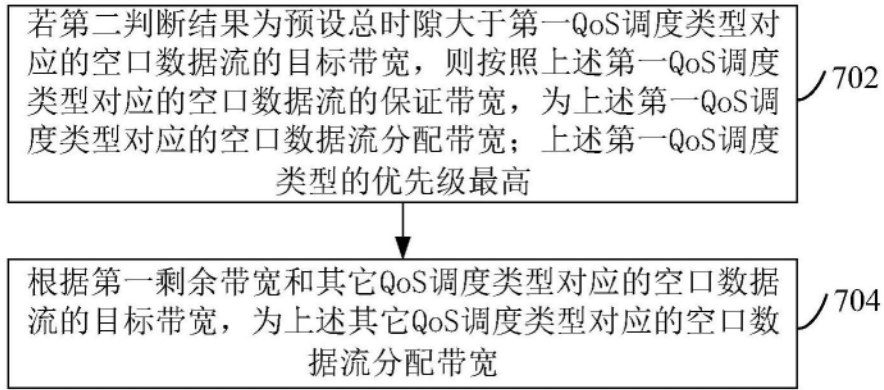 若第二判断结果为预设总时隙大于第一QoS调度类型对
应的空口数据流的目标带宽，则按照上述第一QoS调度
类型对应的空口数据流的保证带宽，为上述第一QoS调
度类型对应的空口数据流分配带宽；上述第一QoS调度
类型的优先级最高
702
根据第一剩余带宽和其它QoS调度类型对应的空口数据
流的目标带宽，为上述其它QoS调度类型对应的空口数
据流分配带宽
704